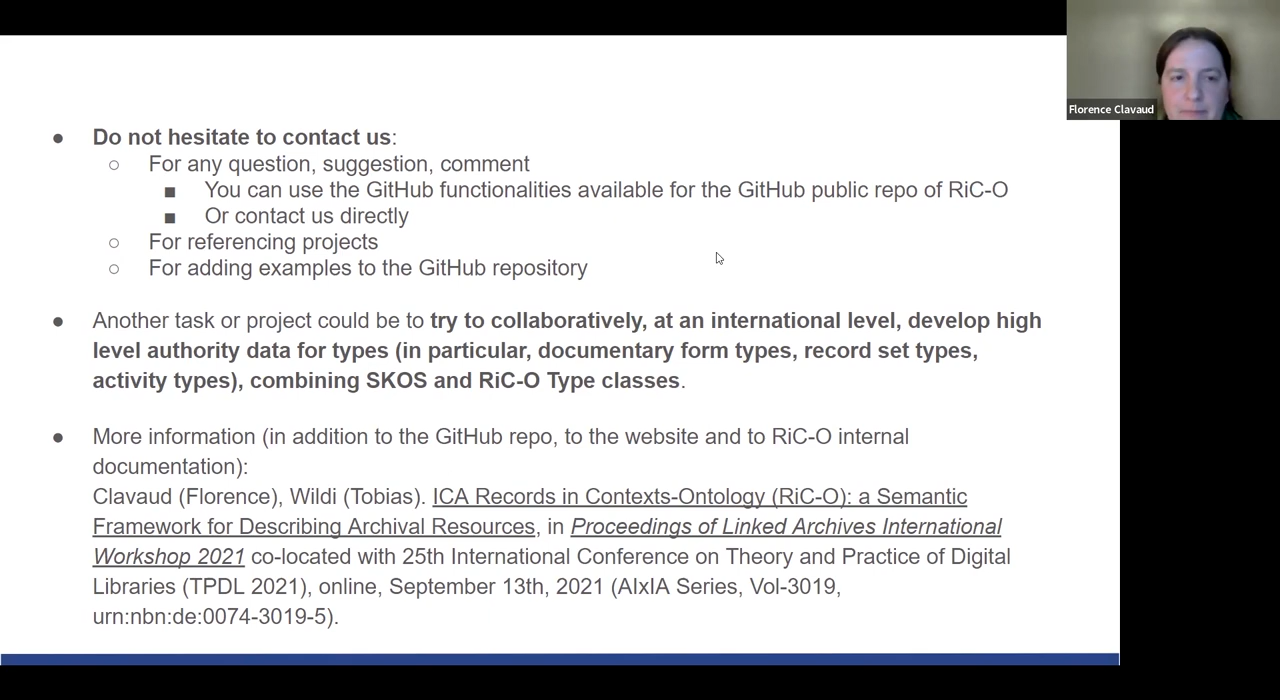 Florence Clavaud
● Do not hesitate to contact us:
○ For any question, suggestion, comment
■ You can use the GitHub functionalities available for the GitHub public repo of RiC-O
■ Or contact us directly
○ For referencing projects
○ For adding examples to the GitHub repository
● Another task or project could be to try to collaboratively, at an international level, develop high
level authority data for types (in particular, documentary form types, record set types,
activity types), combining SKOS and RiC-O Type classes.
● More information (in addition to the GitHub repo, to the website and to RiC-O internal
documentation):
Clavaud (Florence), Wildi (Tobias). ICA Records in Contexts-Ontology (RiC-O): a Semantic
Framework for Describing Archival Resources, in Proceedings of Linked Archives International
Workshop 2021 co-located with 25th International Conference on Theory and Practice of Digital
Libraries (TPDL 2021), online, September 13th, 2021 (AIxIA Series, Vol-3019,
urn:nbn:de:0074-3019-5).